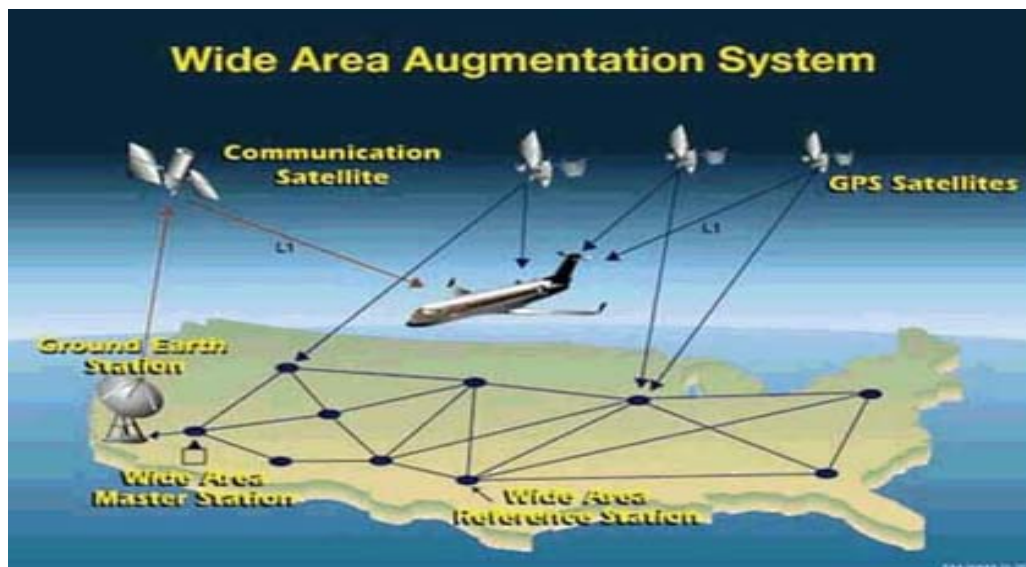 Wide Area Augmentation System
Communication
Satellite
GPS Satellites
L1
L1
Ground Earth
Station
Wide Area
Master Station
Wide Area
Reference Station